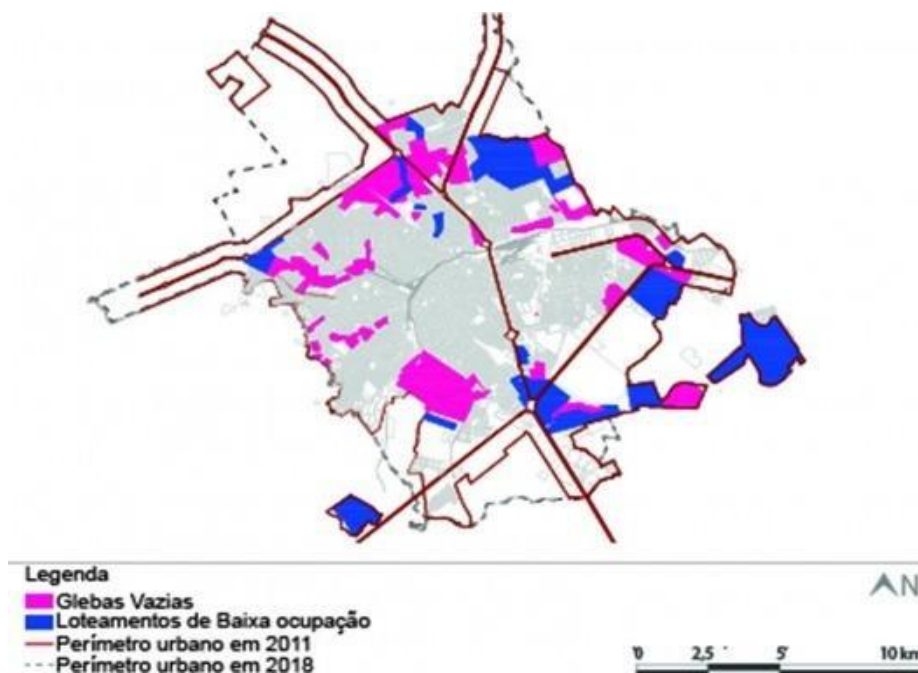 Legenda
Glebas Vazias
Loteamentos de Baixa ocupação
Perímetro urbano em 2011
Perímetro urbano em 2018
N
0 2,5 5 10 km